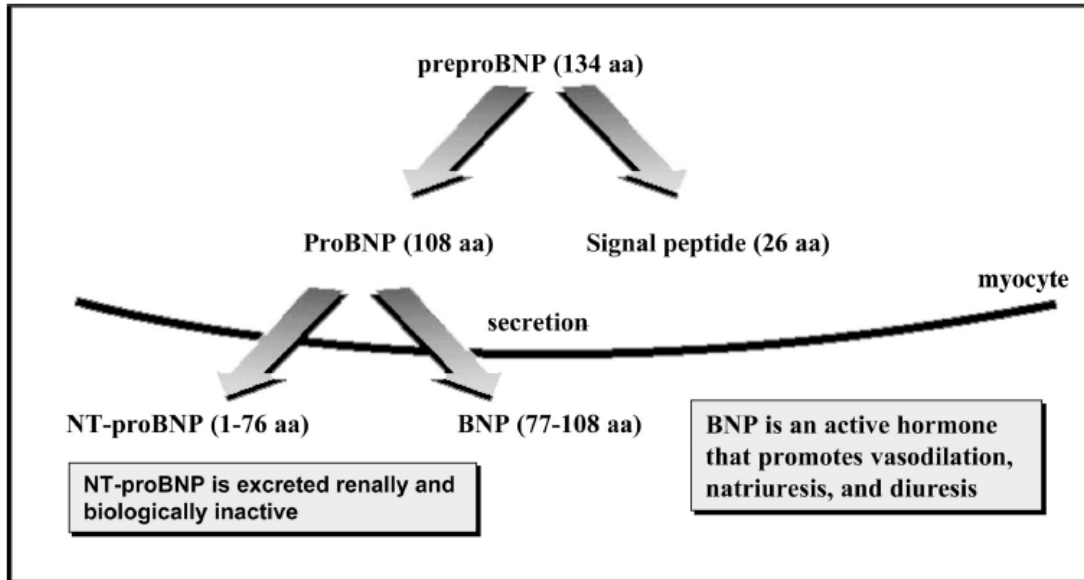 preproBNP (134 aa)
ProBNP (108 aa)
Signal peptide (26 aa)
myocyte
secretion
NT-proBNP (1-76 aa)
BNP (77-108 aa)
NT-proBNP is excreted renally and
biologically inactive
BNP is an active hormone
that promotes vasodilation,
natriuresis, and diuresis